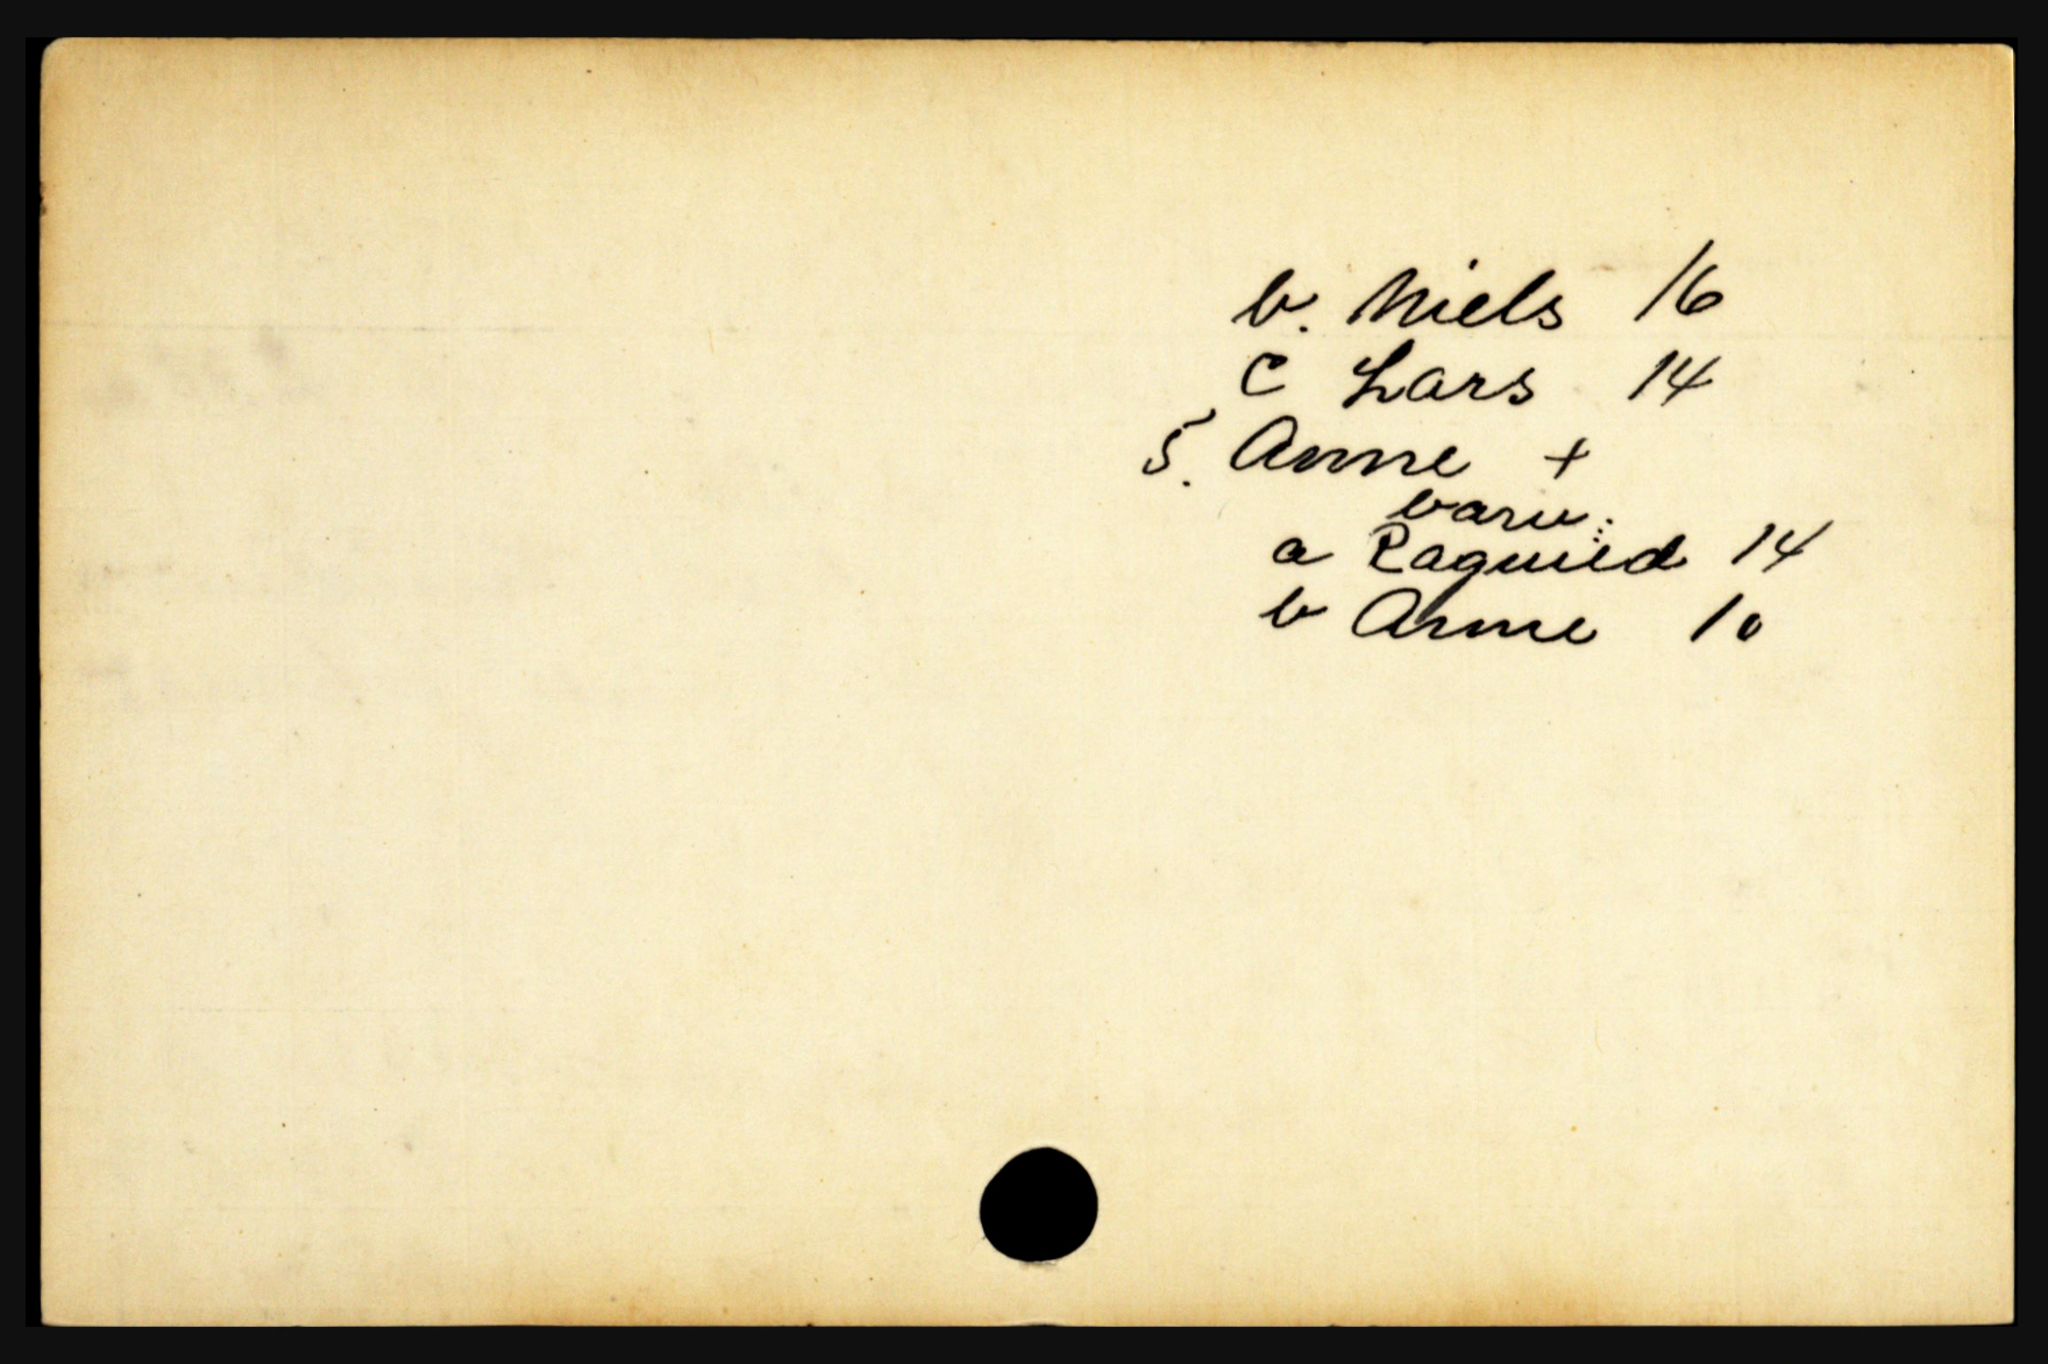 b. Niels 16
c Lars 14
5. Anne +
barn:
a Ragnild 14
b Anne 10